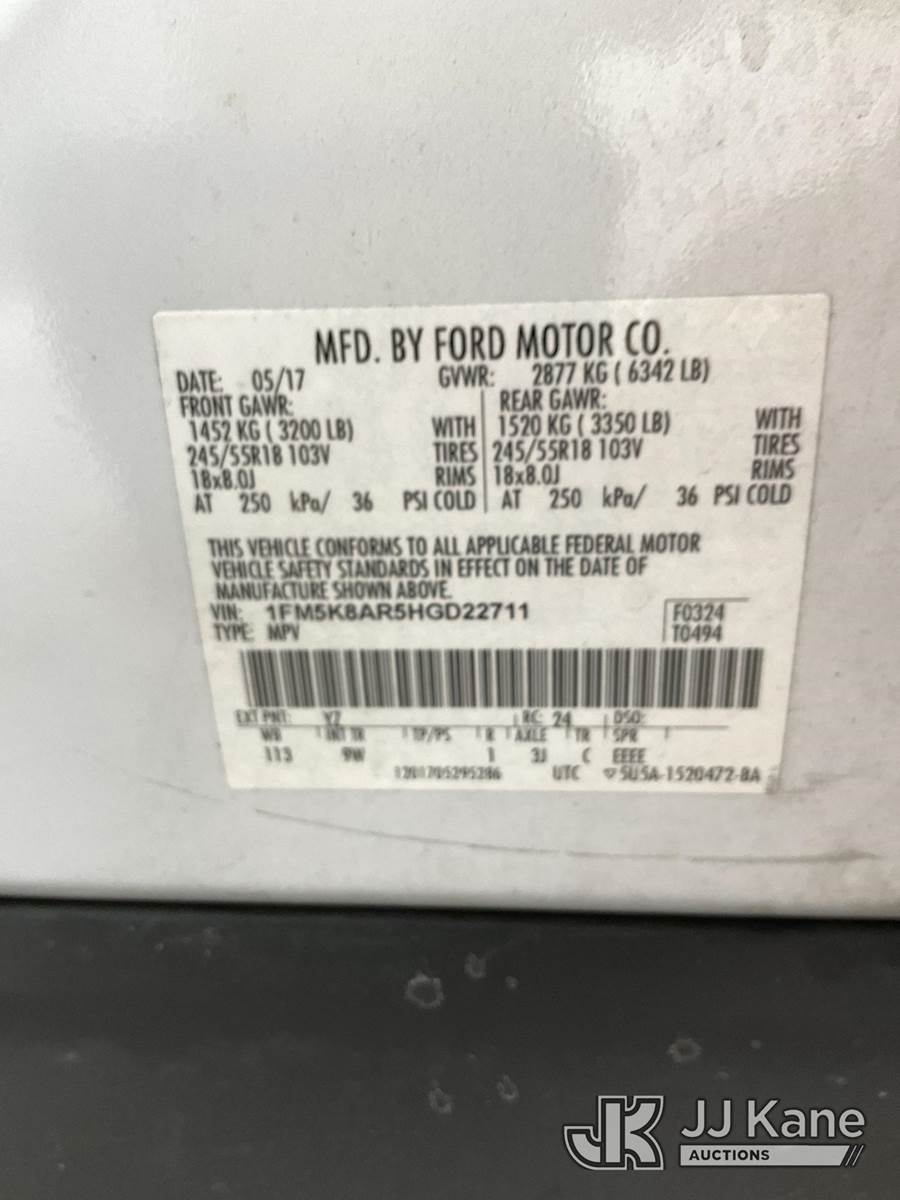 MFD. BY FORD MOTOR CO.
DATE: 05/17 GVWR: 2877 KG ( 6342 LB)
FRONT GAWR: REAR GAWR:
1452 KG ( 3200 LB) WITH 1520 KG ( 3350 LB) WITH
245/55R18 103V TIRES 245/55R18 103V TIRES
18x8.0J RIMS 18x8.0J RIMS
AT 250 kPa/ 36 PSI COLD AT 250 kPa/ 36 PSI COLD
THIS VEHICLE CONFORMS TO ALL APPLICABLE FEDERAL MOTOR
VEHICLE SAFETY STANDARDS IN EFFECT ON THE DATE OF
MANUFACTURE SHOWN ABOVE.
VIN: 1FM5K8AR5HGD22711 F0324
TYPE: MPV T0494
EXT PNT: YZ RC: 24 DSO:
WB INT TR TP/PS R AXLE TR SPR
113 9W 1 3J C EEEE
UTC ▽5U5A-1520472-BA
JK JJ Kane
AUCTIONS